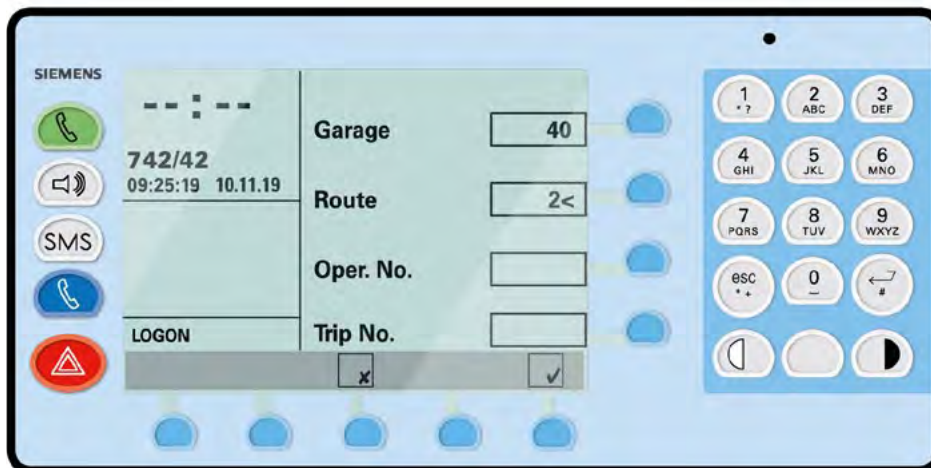 SIEMENS
SMS
--:--
742/42
09:25:19 10.11.19
LOGON
Garage 40
Route 2<
Oper. No.
Trip No.
✘ ✓
1 2 3
* ? ABC DEF
4 5 6
GHI JKL MNO
7 8 9
PQRS TUV WXYZ
esc 0
* + _ #